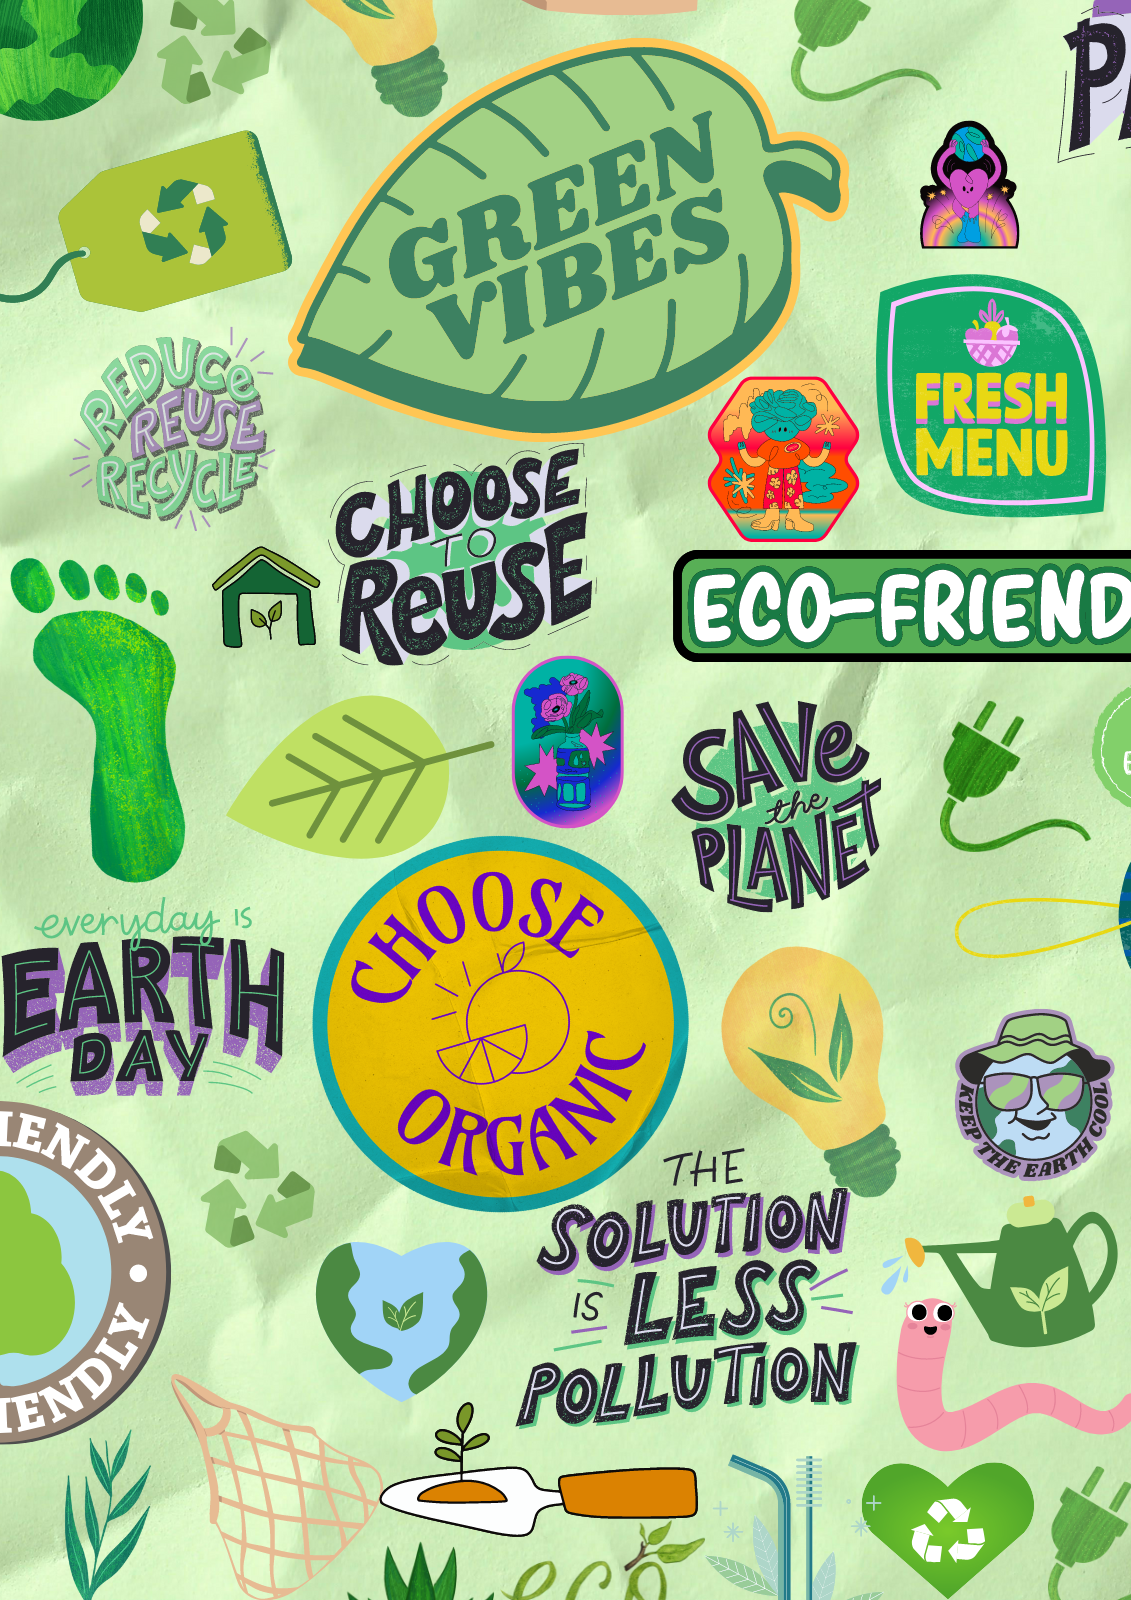 GREEN
VIBES
REDUCE
REUSE
RECYCLE
FRESH
MENU
CHOOSE
TO
REUSE
ECO-FRIEND
SAVE
the
PLANET
everyday is
EARTH
DAY
CHOOSE
ORGANIC
KEEP THE EARTH COOL
IENDLY
IENDLY
THE
SOLUTION
IS LESS
POLLUTION
eco